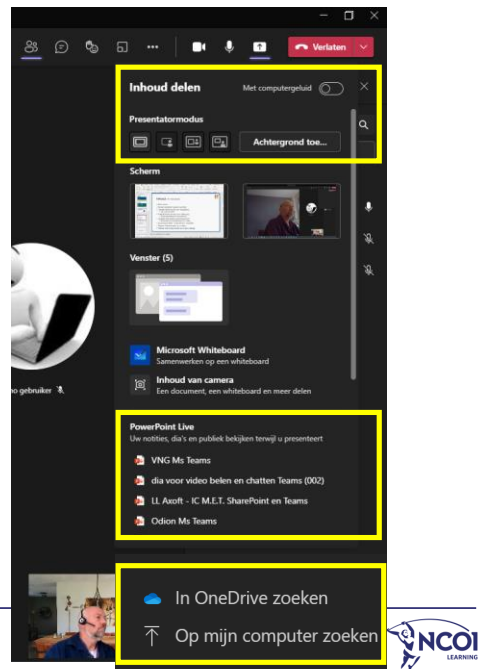 Verlaten
Inhoud delen Met computergeluid
Presentatormodus
Achtergrond toe...
Scherm
Venster (5)
Microsoft Whiteboard
Samenwerken op een whiteboard
Inhoud van camera
Een document, een whiteboard en meer delen
o gebruiker
PowerPoint Live
Uw notities, dia's en publiek bekijken terwijl u presenteert
VNG Ms Teams
dia voor video belen en chatten Teams (002)
LL Axoft - IC M.E.T. SharePoint en Teams
Odion Ms Teams
In OneDrive zoeken
Op mijn computer zoeken
NCOI
LEARNING